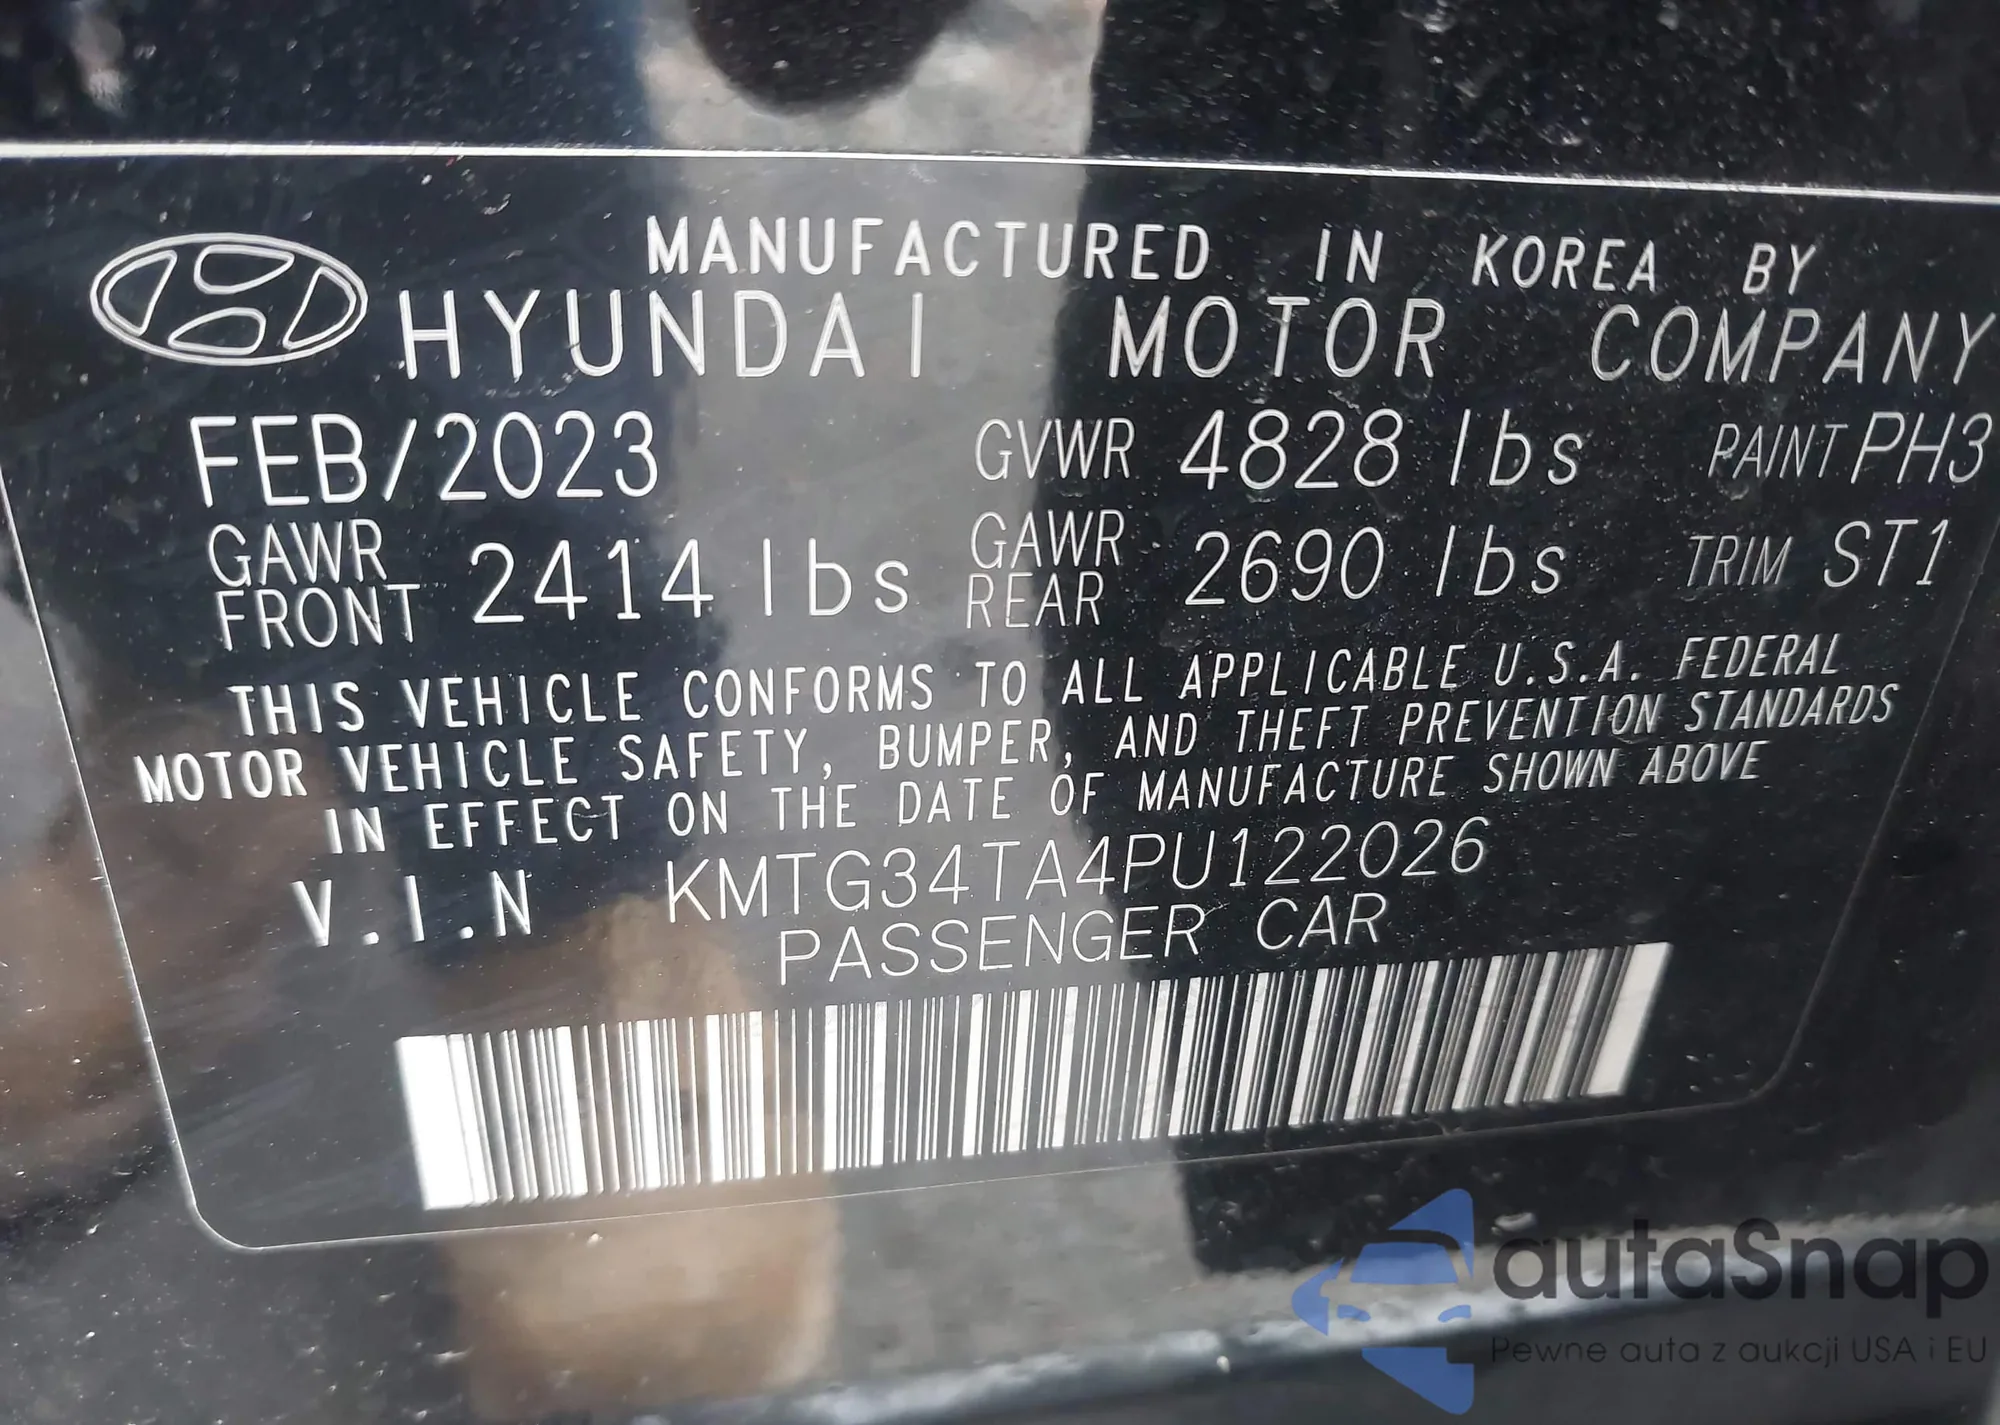 MANUFACTURED IN KOREA BY
HYUNDAI MOTOR COMPANY
FEB/2023 GVWR 4828 lbs PAINT PH3
GAWR FRONT 2414 lbs GAWR REAR 2690 lbs TRIM ST1
THIS VEHICLE CONFORMS TO ALL APPLICABLE U.S.A. FEDERAL
MOTOR VEHICLE SAFETY, BUMPER, AND THEFT PREVENTION STANDARDS
IN EFFECT ON THE DATE OF MANUFACTURE SHOWN ABOVE
V.I.N KMTG34TA4PU122026
PASSENGER CAR
autaSnap
Pewne auta z aukcji USA i EU